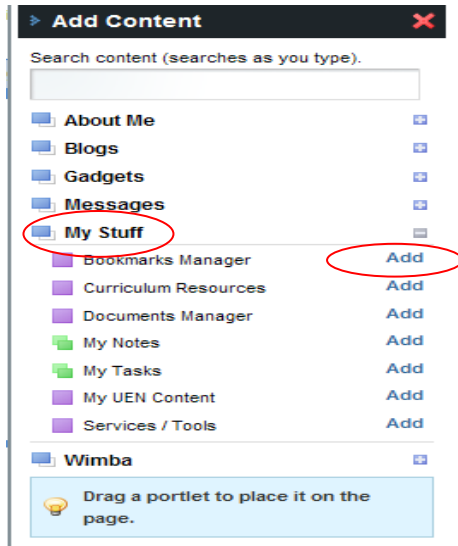 Add Content
Search content (searches as you type).
About Me
Blogs
Gadgets
Messages
My Stuff
Bookmarks Manager Add
Curriculum Resources Add
Documents Manager Add
My Notes Add
My Tasks Add
My UEN Content Add
Services / Tools Add
Wimba
Drag a portlet to place it on the
page.